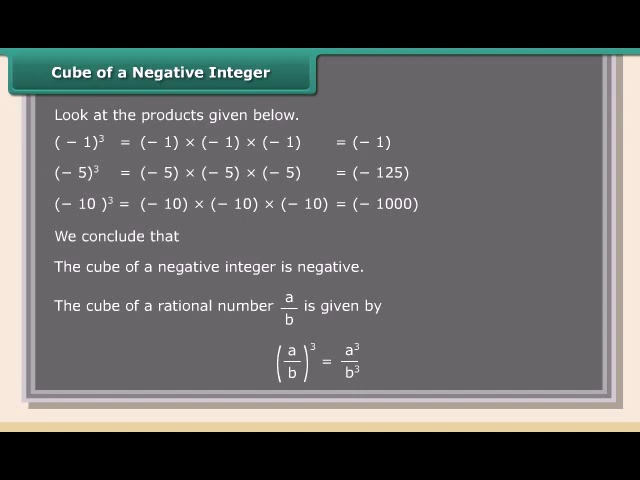 Cube of a Negative Integer
Look at the products given below.
(− 1)³ = (− 1) × (− 1) × (− 1) = (− 1)
(− 5)³ = (− 5) × (− 5) × (− 5) = (− 125)
(− 10 )³ = (− 10) × (− 10) × (− 10) = (− 1000)
We conclude that
The cube of a negative integer is negative.
The cube of a rational number a/b is given by
(a/b)³ = a³/b³